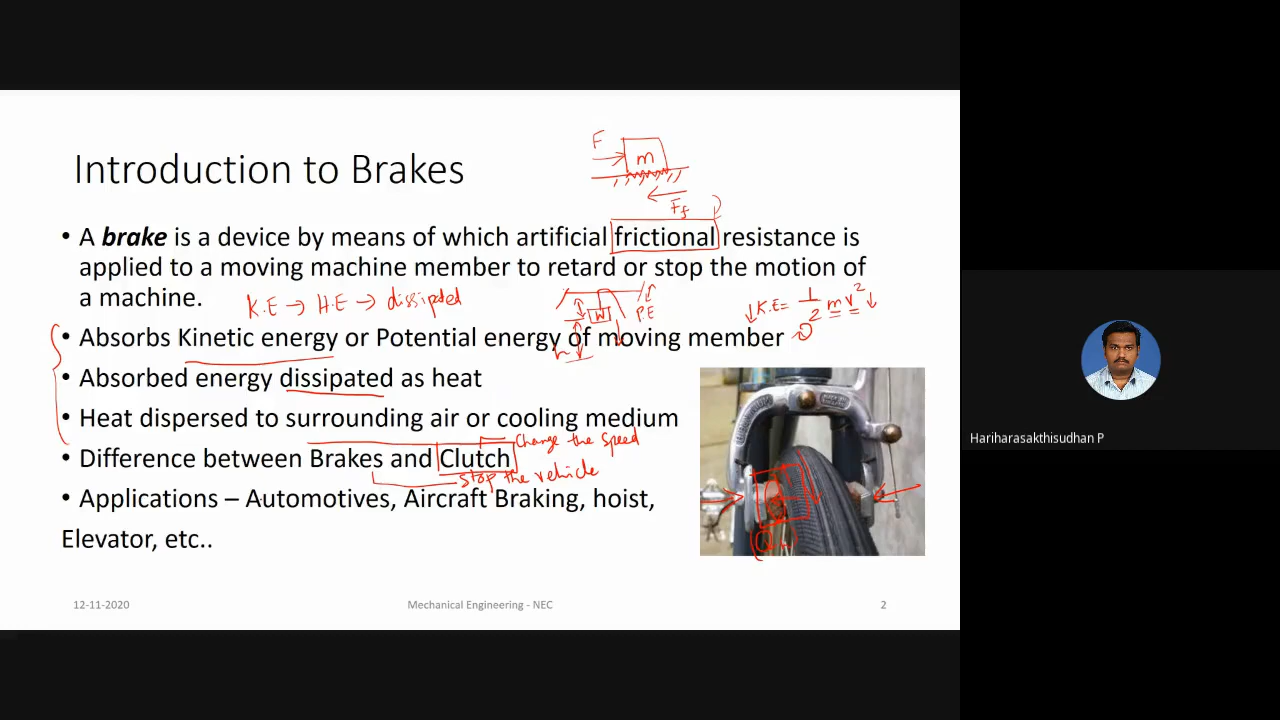 F
m
Introduction to Brakes
Ff
• A brake is a device by means of which artificial frictional resistance is
applied to a moving machine member to retard or stop the motion of
a machine.
K.E → H.E → dissipated
W
P.E
↓K.E = 1/2 m v² ↓
• Absorbs Kinetic energy or Potential energy of moving member
h
• Absorbed energy dissipated as heat
• Heat dispersed to surrounding air or cooling medium
Change the speed
• Difference between Brakes and Clutch
Stop the vehicle
• Applications – Automotives, Aircraft Braking, hoist,
Elevator, etc..
12-11-2020
Mechanical Engineering - NEC
2
Hariharasakthisudhan P